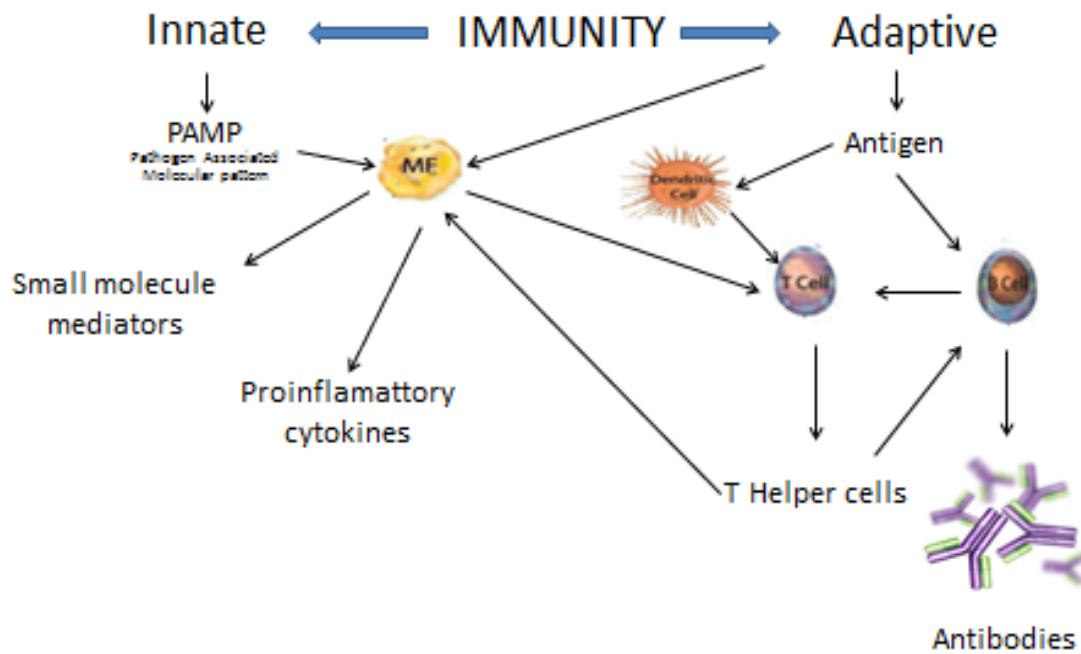 Innate
IMMUNITY
Adaptive
PAMP
Pathogen Associated
Molecular pattern
MF
Antigen
Dendritic
Cell
T Cell
B Cell
Small molecule
mediators
Proinflamattory
cytokines
T Helper cells
Antibodies